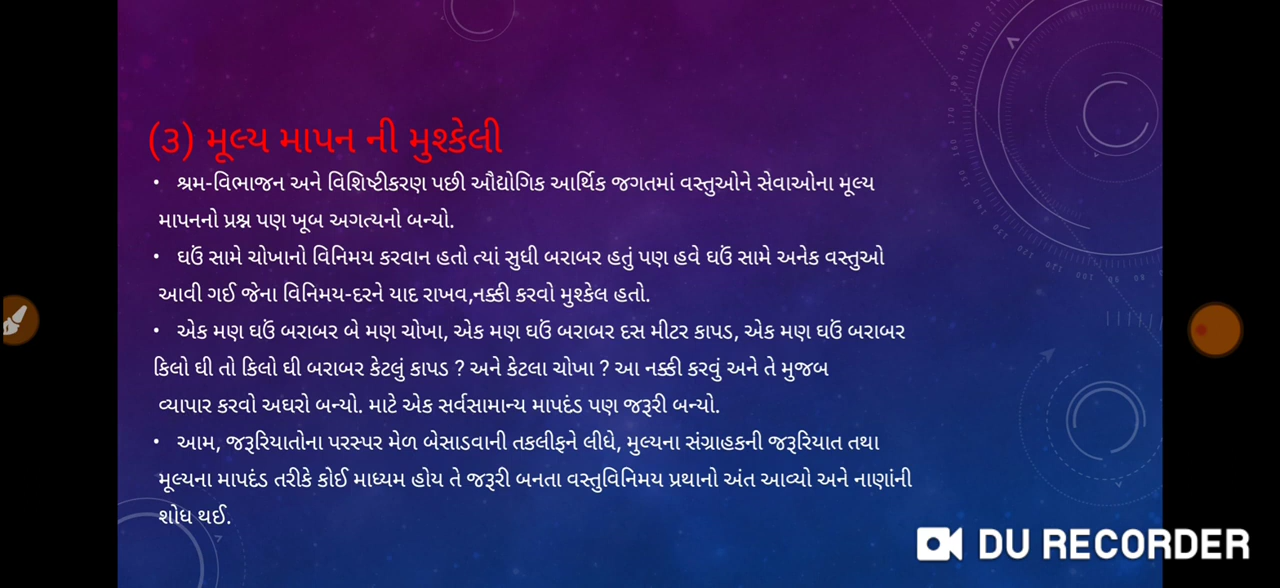 (૩) મૂલ્ય માપન ની મુશ્કેલી
• શ્રમ-વિભાજન અને વિશિષ્ટીકરણ પછી ઔદ્યોગિક આર્થિક જગતમાં વસ્તુઓને સેવાઓના મૂલ્ય
માપનનો પ્રશ્ન પણ ખૂબ અગત્યનો બન્યો.
• ઘઉં સામે ચોખાનો વિનિમય કરવાન હતો ત્યાં સુધી બરાબર હતું પણ હવે ઘઉં સામે અનેક વસ્તુઓ
આવી ગઈ જેના વિનિમય-દરને યાદ રાખવ,નક્કી કરવો મુશ્કેલ હતો.
• એક મણ ઘઉં બરાબર બે મણ ચોખા, એક મણ ઘઉં બરાબર દસ મીટર કાપડ, એક મણ ઘઉં બરાબર
કિલો ઘી તો કિલો ઘી બરાબર કેટલું કાપડ ? અને કેટલા ચોખા ? આ નક્કી કરવું અને તે મુજબ
વ્યાપાર કરવો અઘરો બન્યો. માટે એક સર્વસામાન્ય માપદંડ પણ જરૂરી બન્યો.
• આમ, જરૂરિયાતોના પરસ્પર મેળ બેસાડવાની તકલીફને લીધે, મુલ્યના સંગ્રાહકની જરૂરિયાત તથા
મૂલ્યના માપદંડ તરીકે કોઈ માધ્યમ હોય તે જરૂરી બનતા વસ્તુવિનિમય પ્રથાનો અંત આવ્યો અને નાણાંની
શોધ થઈ.
DU RECORDER